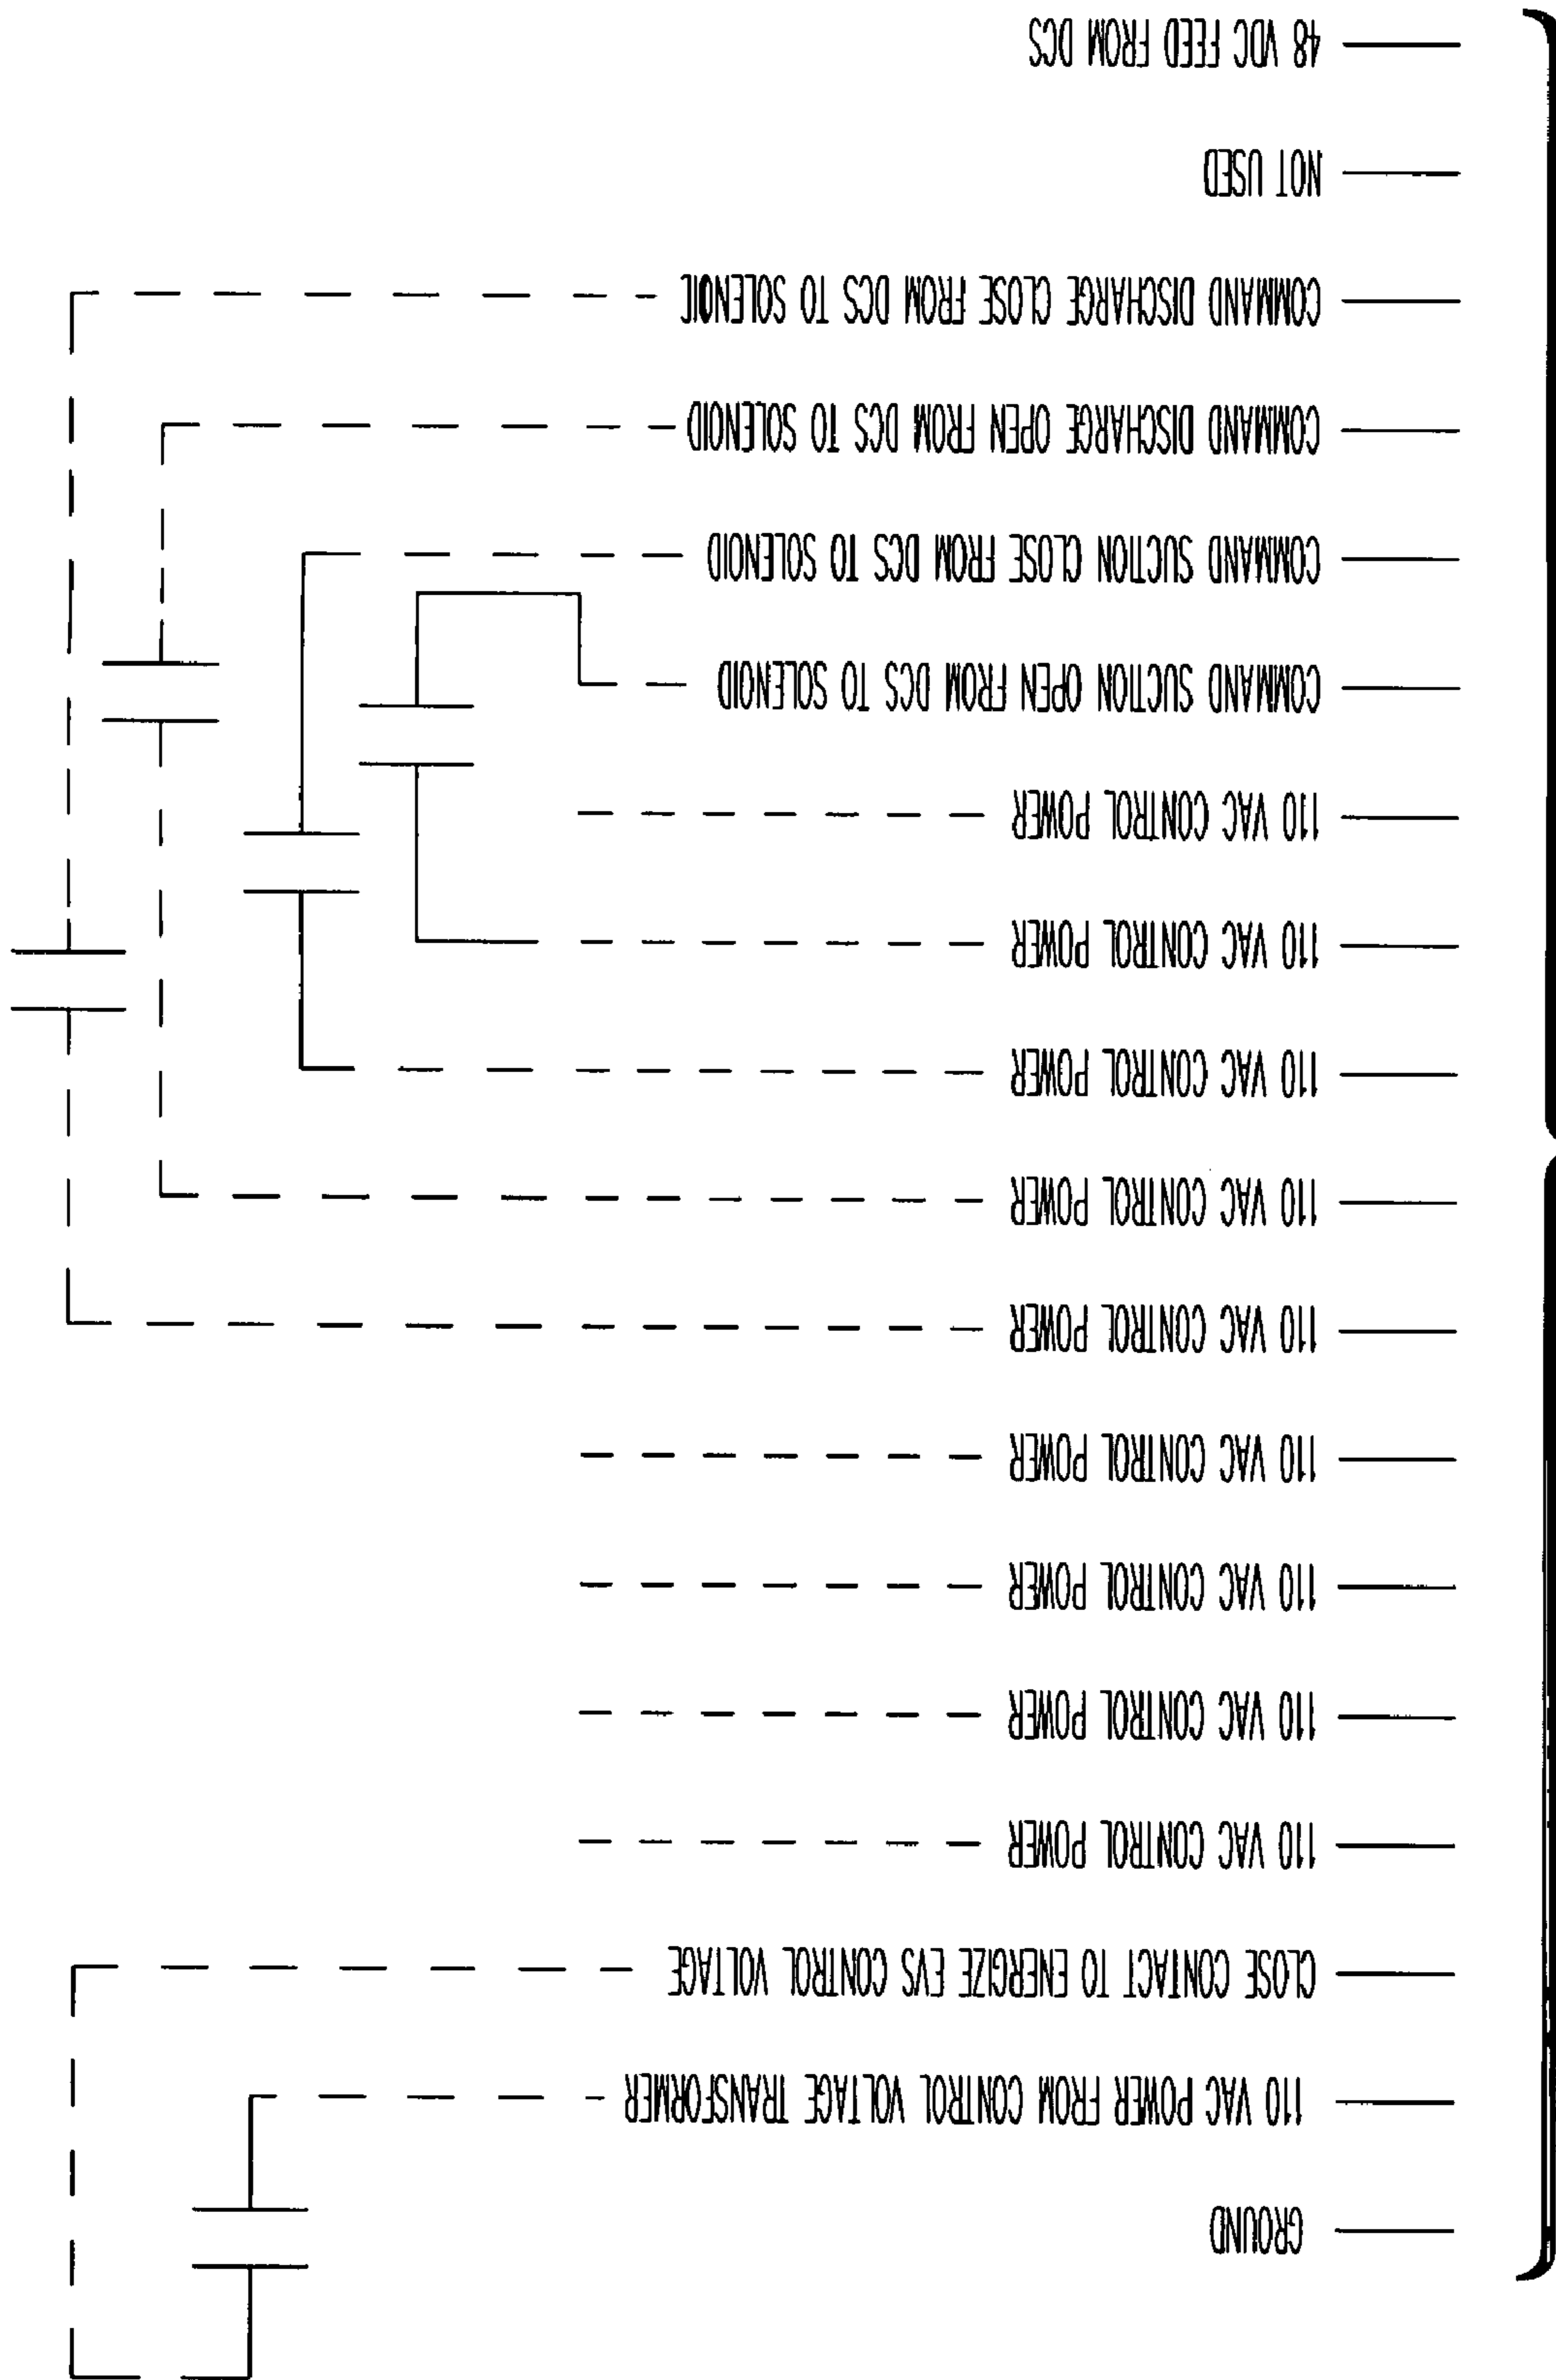 GROUND
110 VAC POWER FROM CONTROL VOLTAGE TRANSFORMER
CLOSE CONTACT TO ENERGIZE EVS CONTROL VOLTAGE
110 VAC CONTROL POWER
110 VAC CONTROL POWER
110 VAC CONTROL POWER
110 VAC CONTROL POWER
110 VAC CONTROL POWER
110 VAC CONTROL POWER
110 VAC CONTROL POWER
110 VAC CONTROL POWER
110 VAC CONTROL POWER
COMMAND SUCTION OPEN FROM DCS TO SOLENOID
COMMAND SUCTION CLOSE FROM DCS TO SOLENOID
COMMAND DISCHARGE OPEN FROM DCS TO SOLENOID
COMMAND DISCHARGE CLOSE FROM DCS TO SOLENOID
NOT USED
48 VDC FEED FROM DCS